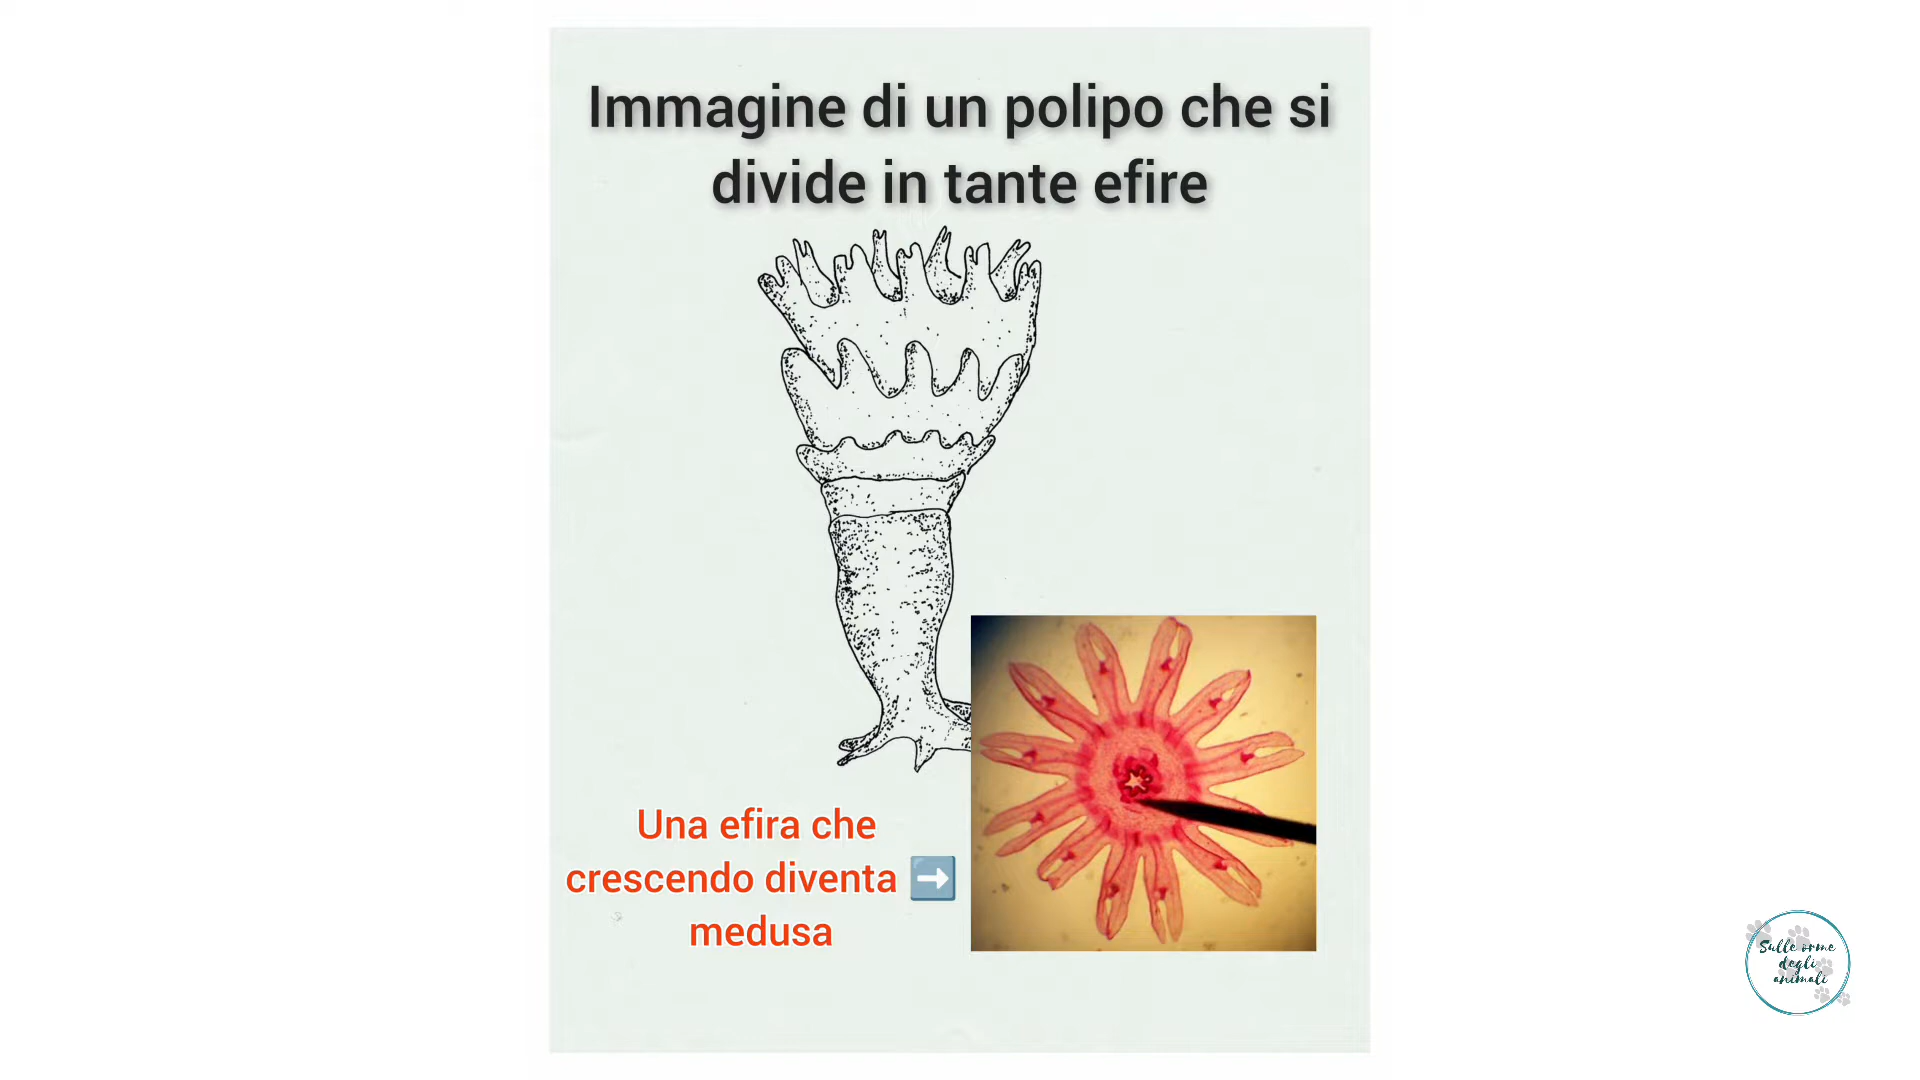 Immagine di un polipo che si
divide in tante efire
Una efira che
crescendo diventa
medusa
Sulle orme
degli
animali